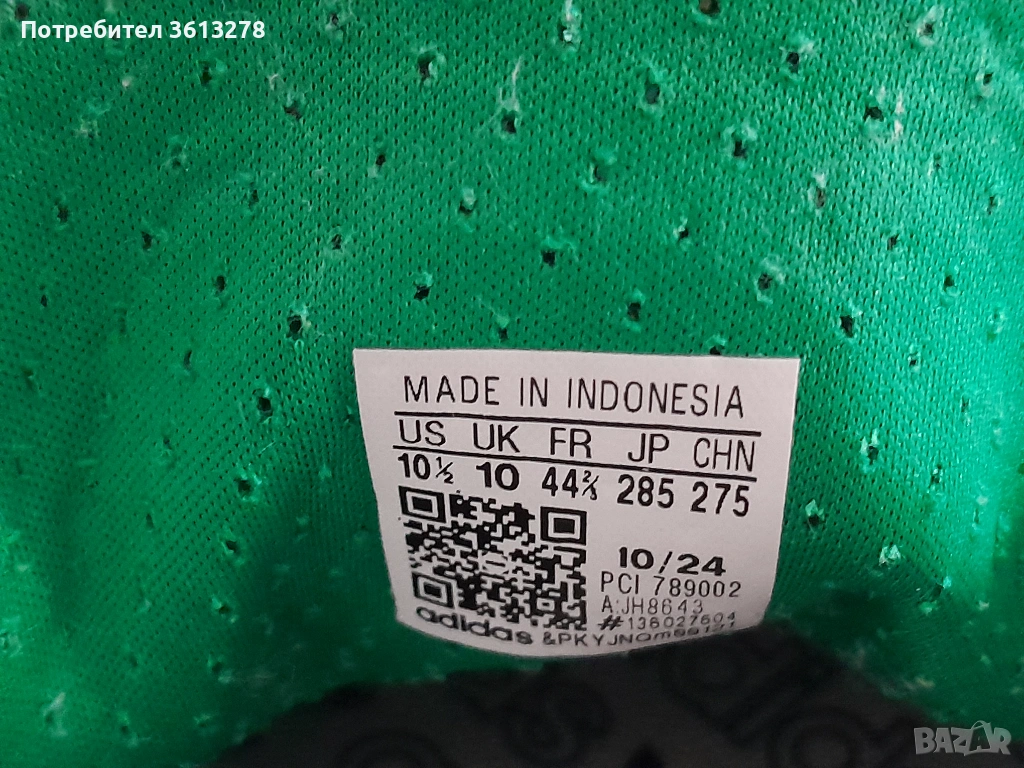 Потребител 3613278
MADE IN INDONESIA
US UK FR JP CHN
10½ 10 44⅔ 285 275
10/24
PCI 789002
A:JH8643
#136027604
adidas
BAZAR